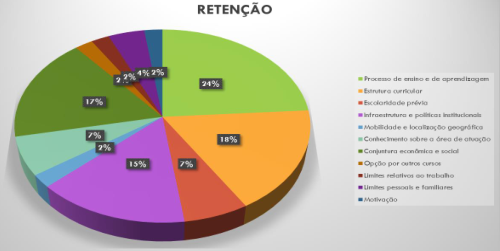 RETENÇÃO
24%
18%
7%
15%
2%
7%
17%
2%
2%
4%
2%
Processo de ensino e de aprendizagem
Estrutura curricular
Escolaridade prévia
Infraestrutura e políticas institucionais
Mobilidade e localização geográfica
Conhecimento sobre a área de atuação
Conjuntura econômica e social
Opção por outros cursos
Limites relativos ao trabalho
Limites pessoais e familiares
Motivação